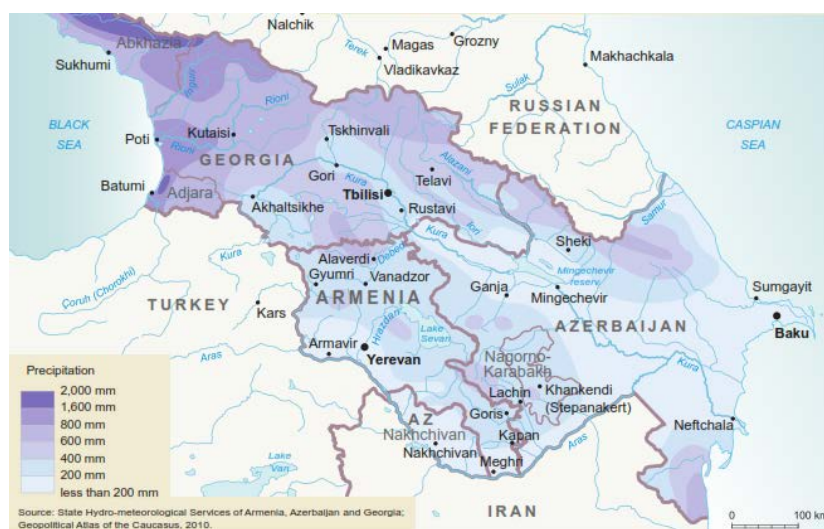 Nalchik
Grozny
Magas
Terek
Vladikavkaz
Abkhazia
Sukhumi
Makhachkala
Sulak
RUSSIAN
FEDERATION
BLACK
SEA
CASPIAN
SEA
Rioni
Poti
Kutaisi
Rioni
Tskhinvali
GEORGIA
Alazani
Gori
Kura
Telavi
Batumi
Adjara
Tbilisi
Akhaltsikhe
Rustavi
Iori
Samur
Kura
Alaverdi
Debed
Kura
Sheki
Gyumri
Vanadzor
Mingechevir
reserv.
Çoruh (Chorokhi)
TURKEY
ARMENIA
Ganja
Mingechevir
Sumgayit
Kars
Hrazdan
Lake
Sevan
AZERBAIJAN
Baku
Armavir
Yerevan
Aras
Nagorno-
Karabakh
Kura
Lachin
Khankendi
(Stepanakert)
AZ
Goris
Nakhchivan
Nakhchivan
Kapan
Aras
Neftchala
Meghri
Lake
Van
IRAN
Precipitation
2,000 mm
1,600 mm
800 mm
600 mm
400 mm
200 mm
less than 200 mm
Source: State Hydro-meteorological Services of Armenia, Azerbaijan and Georgia;
Geopolitical Atlas of the Caucasus, 2010.
0 100 km